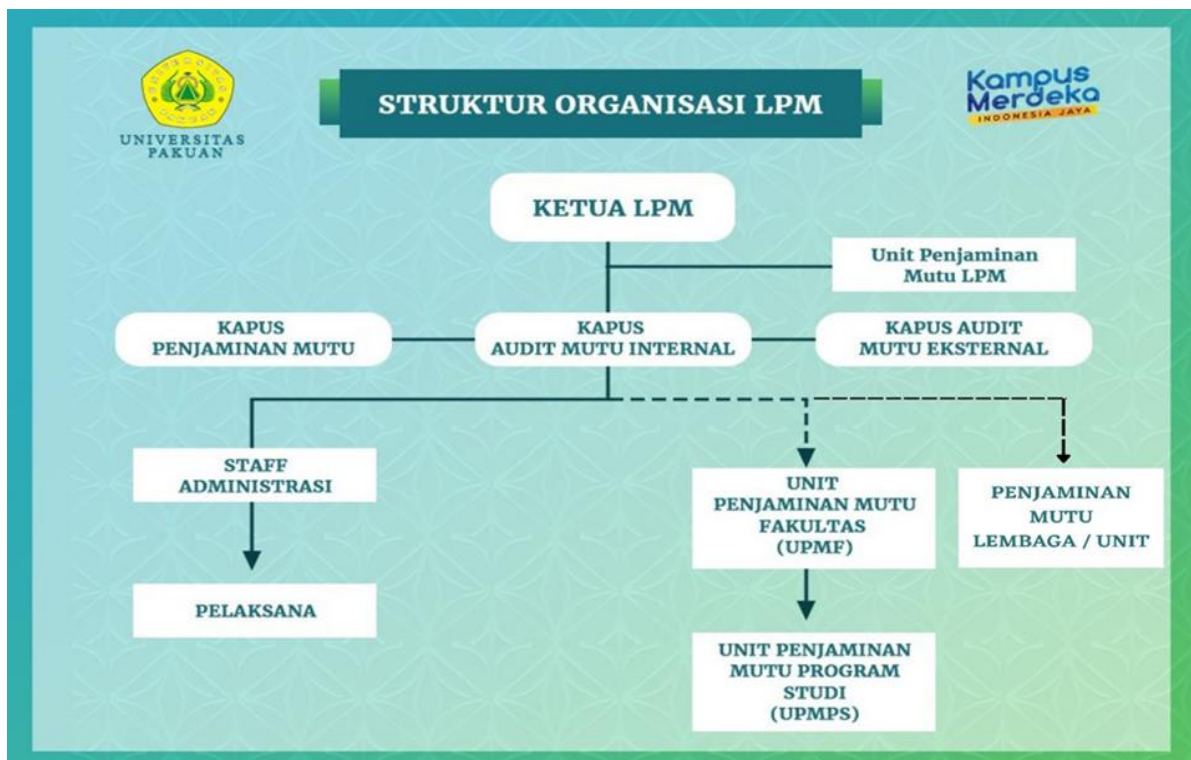 UNIVERSITAS
PAKUAN
UNIVERSITAS
PAKUAN
STRUKTUR ORGANISASI LPM
Kampus
Merdeka
INDONESIA JAYA
KETUA LPM
Unit Penjaminan
Mutu LPM
KAPUS
PENJAMINAN MUTU
KAPUS
AUDIT MUTU INTERNAL
KAPUS AUDIT
MUTU EKSTERNAL
STAFF
ADMINISTRASI
UNIT
PENJAMINAN MUTU
FAKULTAS
(UPMF)
PENJAMINAN
MUTU
LEMBAGA / UNIT
PELAKSANA
UNIT PENJAMINAN
MUTU PROGRAM
STUDI
(UPMPS)